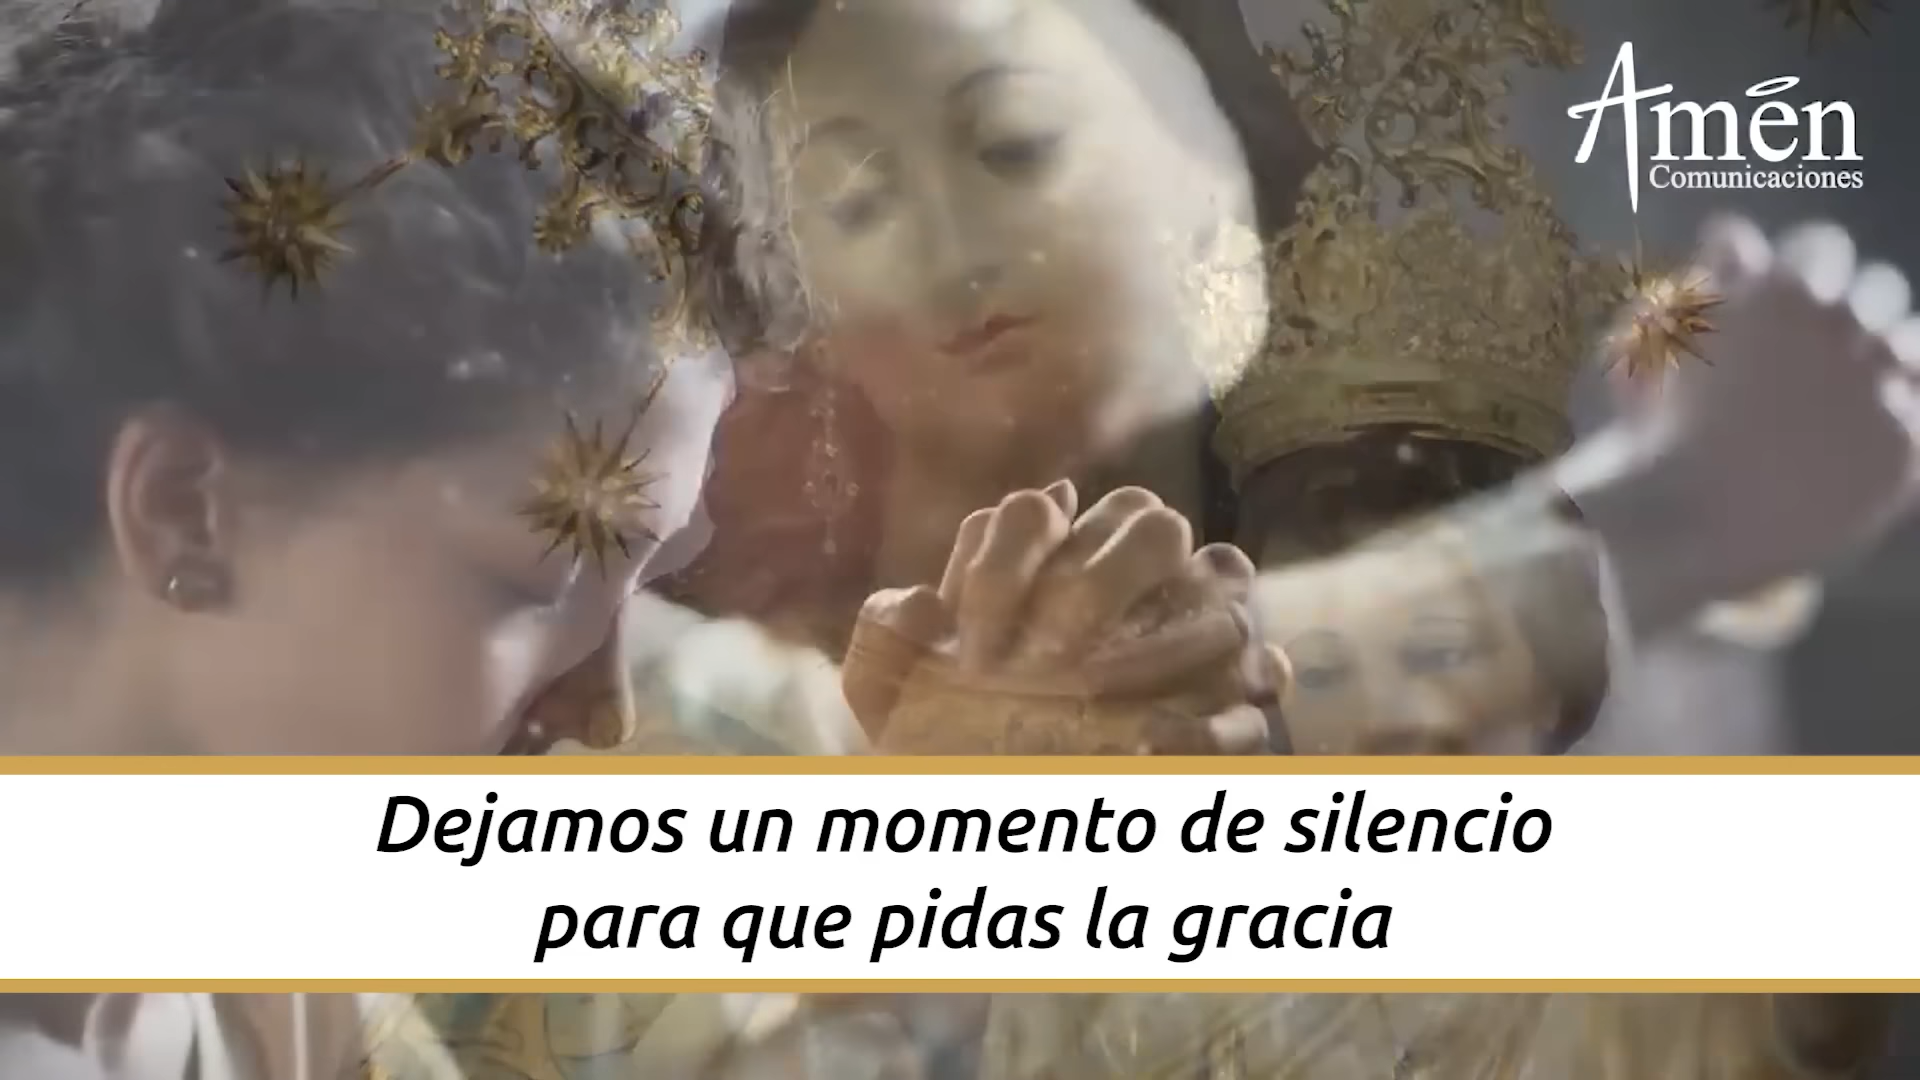 Amén
Comunicaciones
Dejamos un momento de silencio
para que pidas la gracia